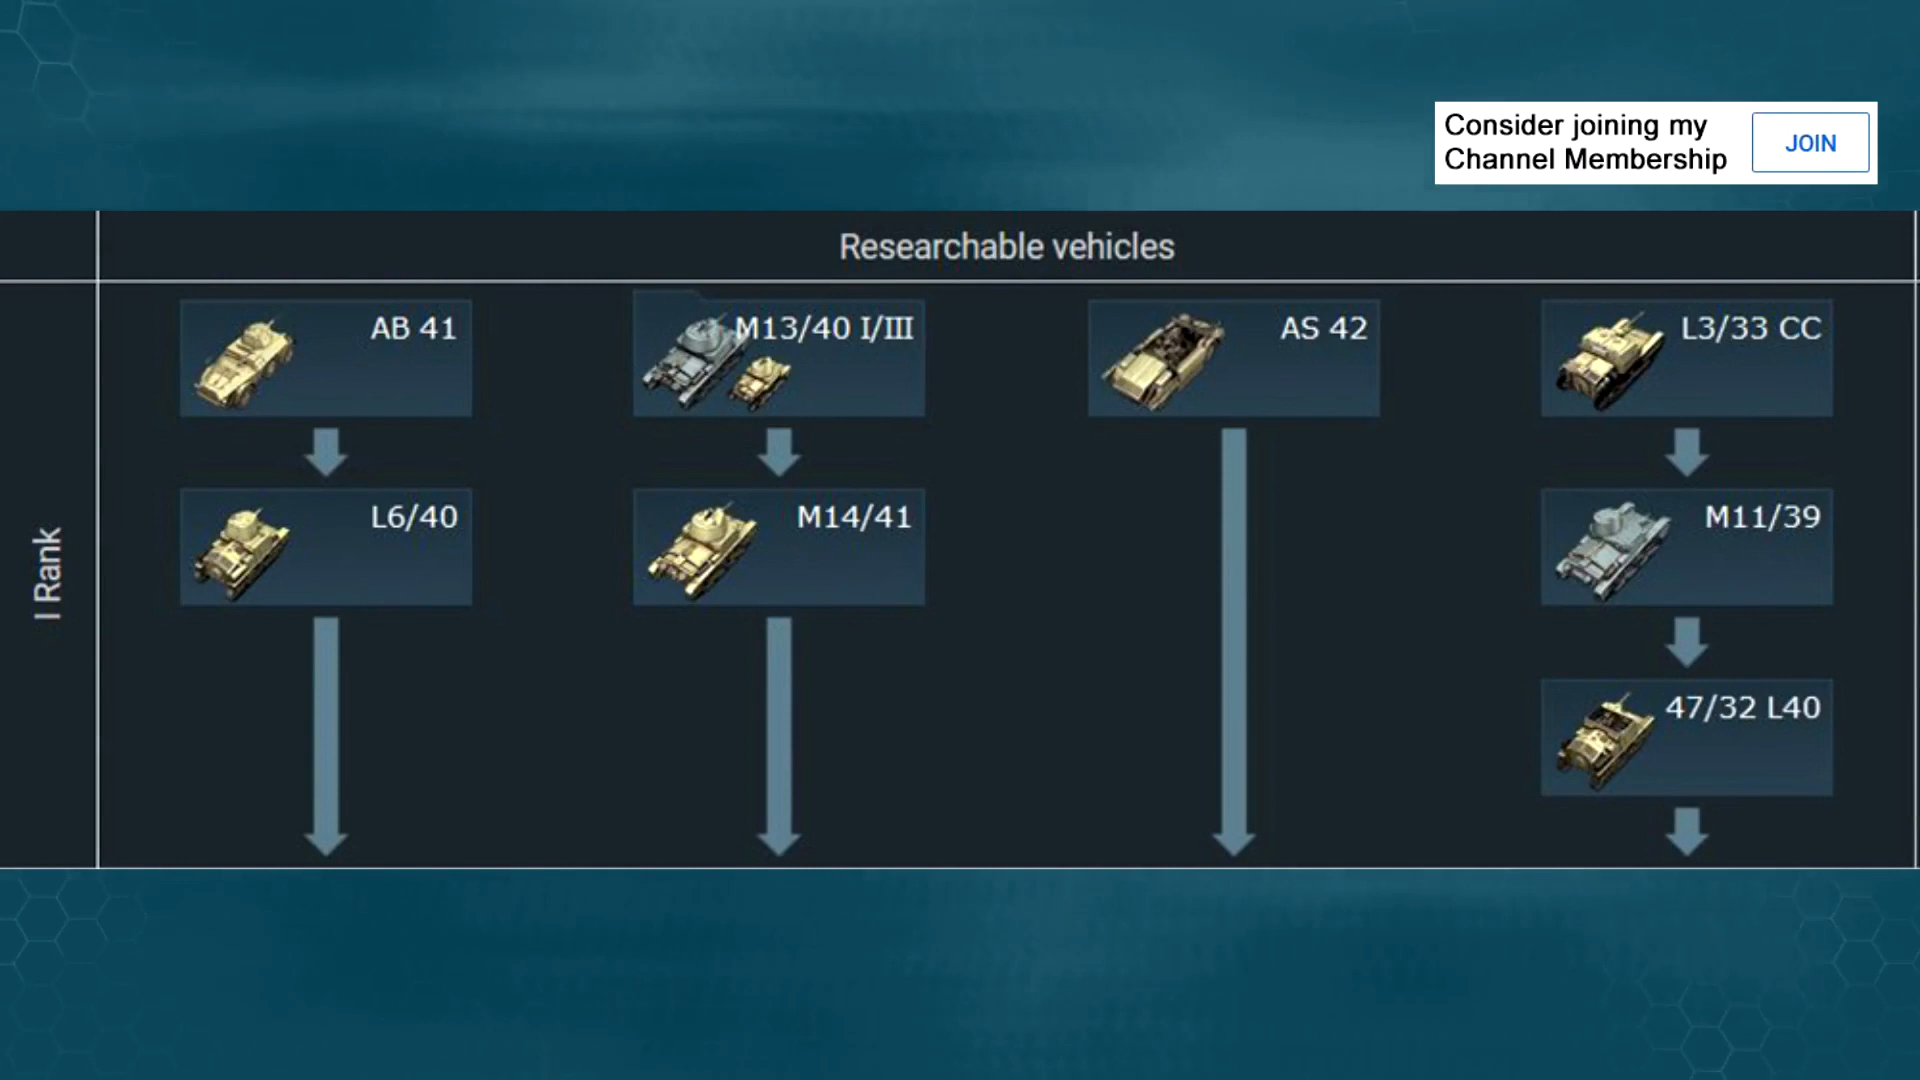 Consider joining my
Channel Membership
JOIN
Researchable vehicles
I Rank
AB 41
M13/40 I/III
AS 42
L3/33 CC
L6/40
M14/41
M11/39
47/32 L40